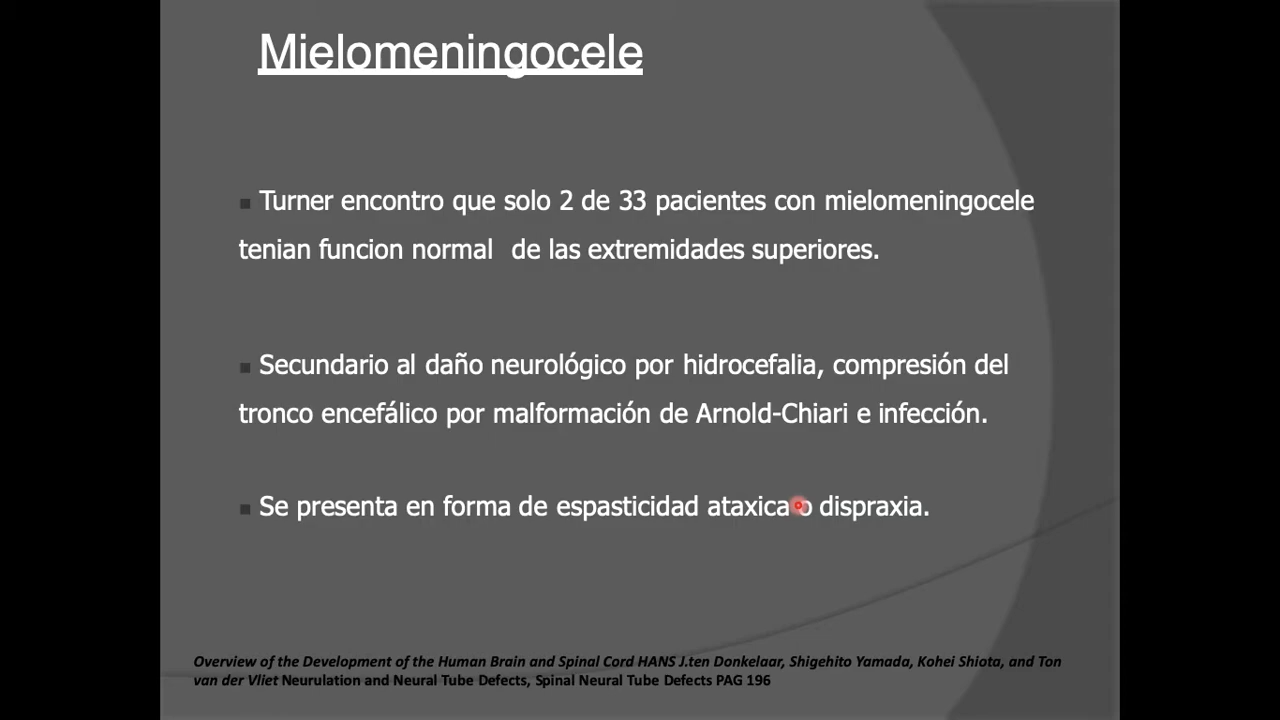 Mielomeningocele
Turner encontro que solo 2 de 33 pacientes con mielomeningocele
tenian funcion normal de las extremidades superiores.
Secundario al daño neurológico por hidrocefalia, compresión del
tronco encefálico por malformación de Arnold-Chiari e infección.
Se presenta en forma de espasticidad ataxica o dispraxia.
Overview of the Development of the Human Brain and Spinal Cord HANS J.ten Donkelaar, Shigehito Yamada, Kohei Shiota, and Ton
van der Vliet Neurulation and Neural Tube Defects, Spinal Neural Tube Defects PAG 196